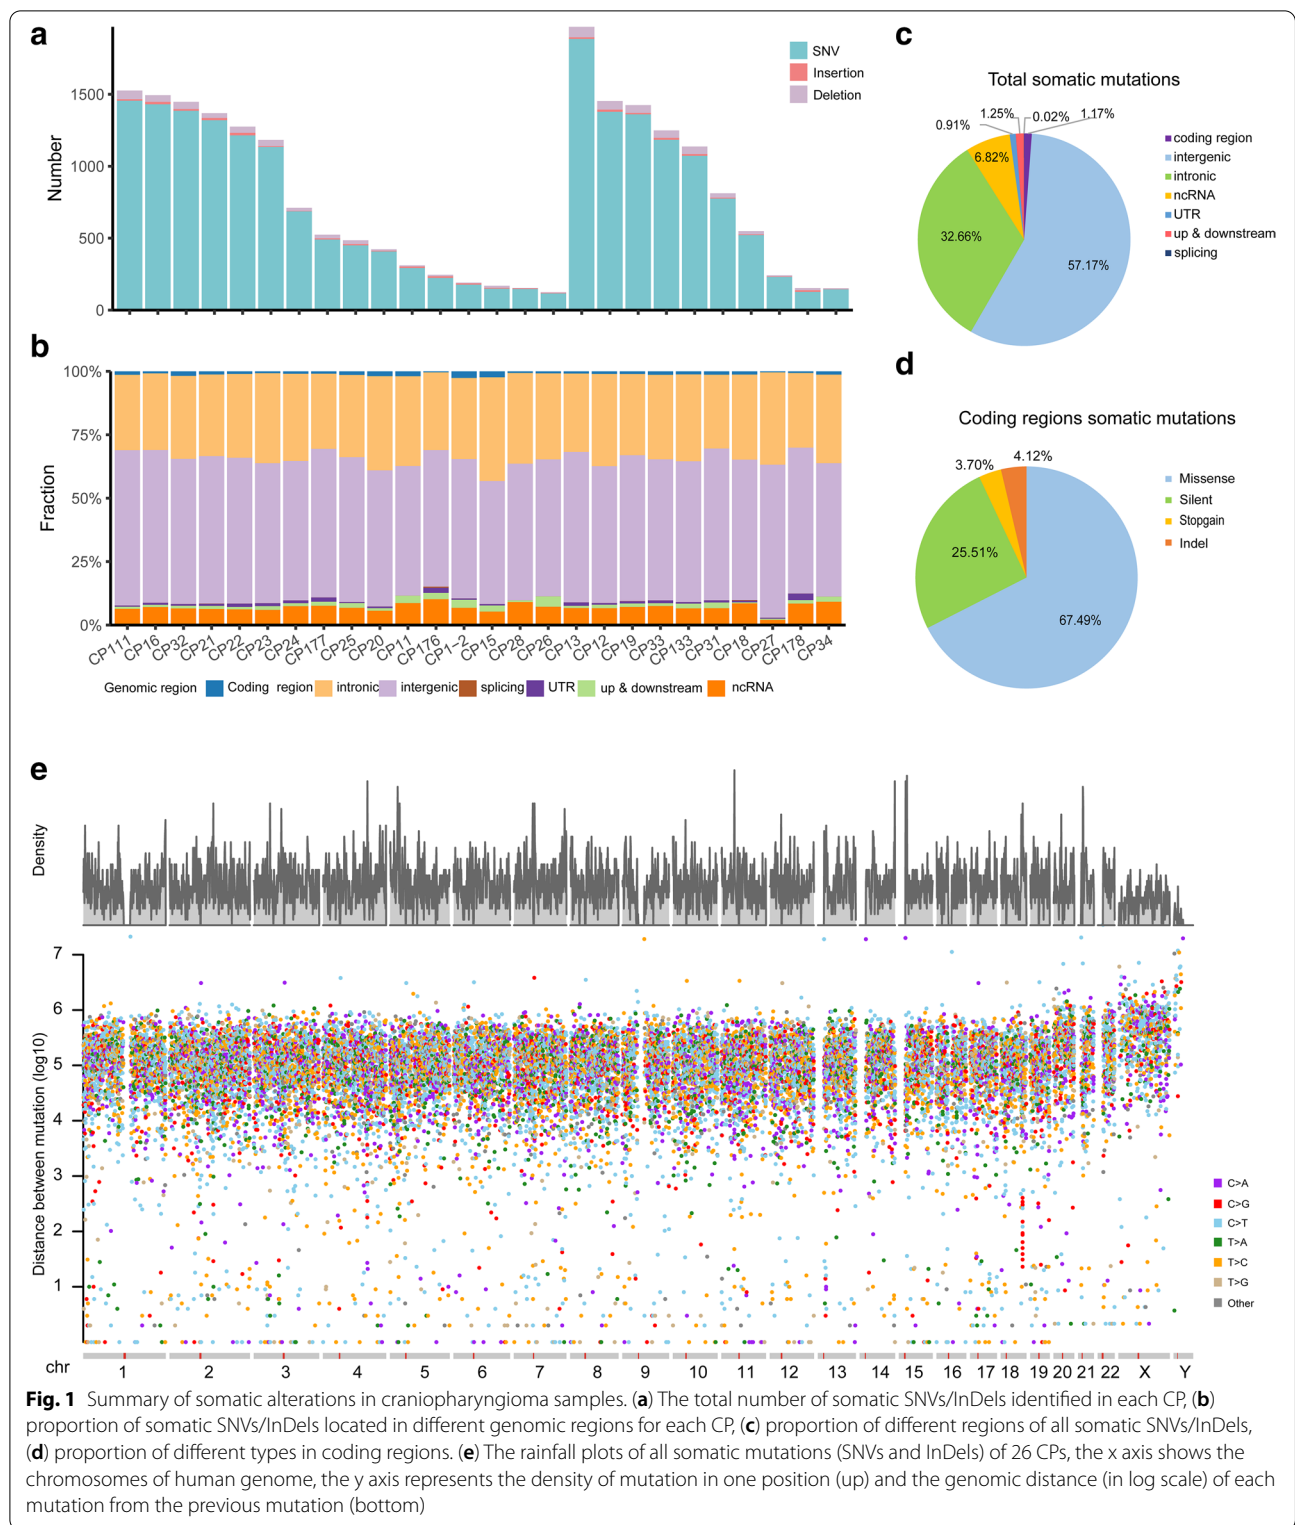 a
Number
1500
1000
500
0
SNV
Insertion
Deletion
b
Fraction
100%
75%
50%
25%
0%
CP111 CP16 CP32 CP21 CP22 CP23 CP24 CP177 CP25 CP20 CP11 CP176 CP1-2 CP15 CP28 CP26 CP13 CP12 CP19 CP33 CP133 CP31 CP18 CP27 CP178 CP34
Genomic region Coding region intronic intergenic splicing UTR up & downstream ncRNA
c
Total somatic mutations
0.91% 1.25% 0.02% 1.17%
6.82%
32.66%
57.17%
coding region
intergenic
intronic
ncRNA
UTR
up & downstream
splicing
d
Coding regions somatic mutations
3.70% 4.12%
25.51%
67.49%
Missense
Silent
Stopgain
Indel
e
Density
Distance between mutation (log10)
7
6
5
4
3
2
1
C>A
C>G
C>T
T>A
T>C
T>G
Other
chr 1 2 3 4 5 6 7 8 9 10 11 12 13 14 15 16 17 18 19 20 21 22 X Y
Fig. 1 Summary of somatic alterations in craniopharyngioma samples. (a) The total number of somatic SNVs/InDels identified in each CP, (b)
proportion of somatic SNVs/InDels located in different genomic regions for each CP, (c) proportion of different regions of all somatic SNVs/InDels,
(d) proportion of different types in coding regions. (e) The rainfall plots of all somatic mutations (SNVs and InDels) of 26 CPs, the x axis shows the
chromosomes of human genome, the y axis represents the density of mutation in one position (up) and the genomic distance (in log scale) of each
mutation from the previous mutation (bottom)